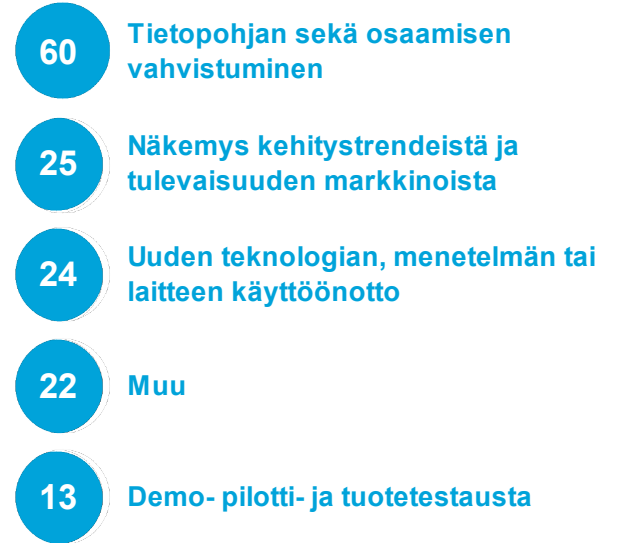 60
Tietopohjan sekä osaamisen
vahvistuminen
25
Näkemys kehitystrendeistä ja
tulevaisuuden markkinoista
24
Uuden teknologian, menetelmän tai
laitteen käyttöönotto
22
Muu
13
Demo- pilotti- ja tuotetestausta